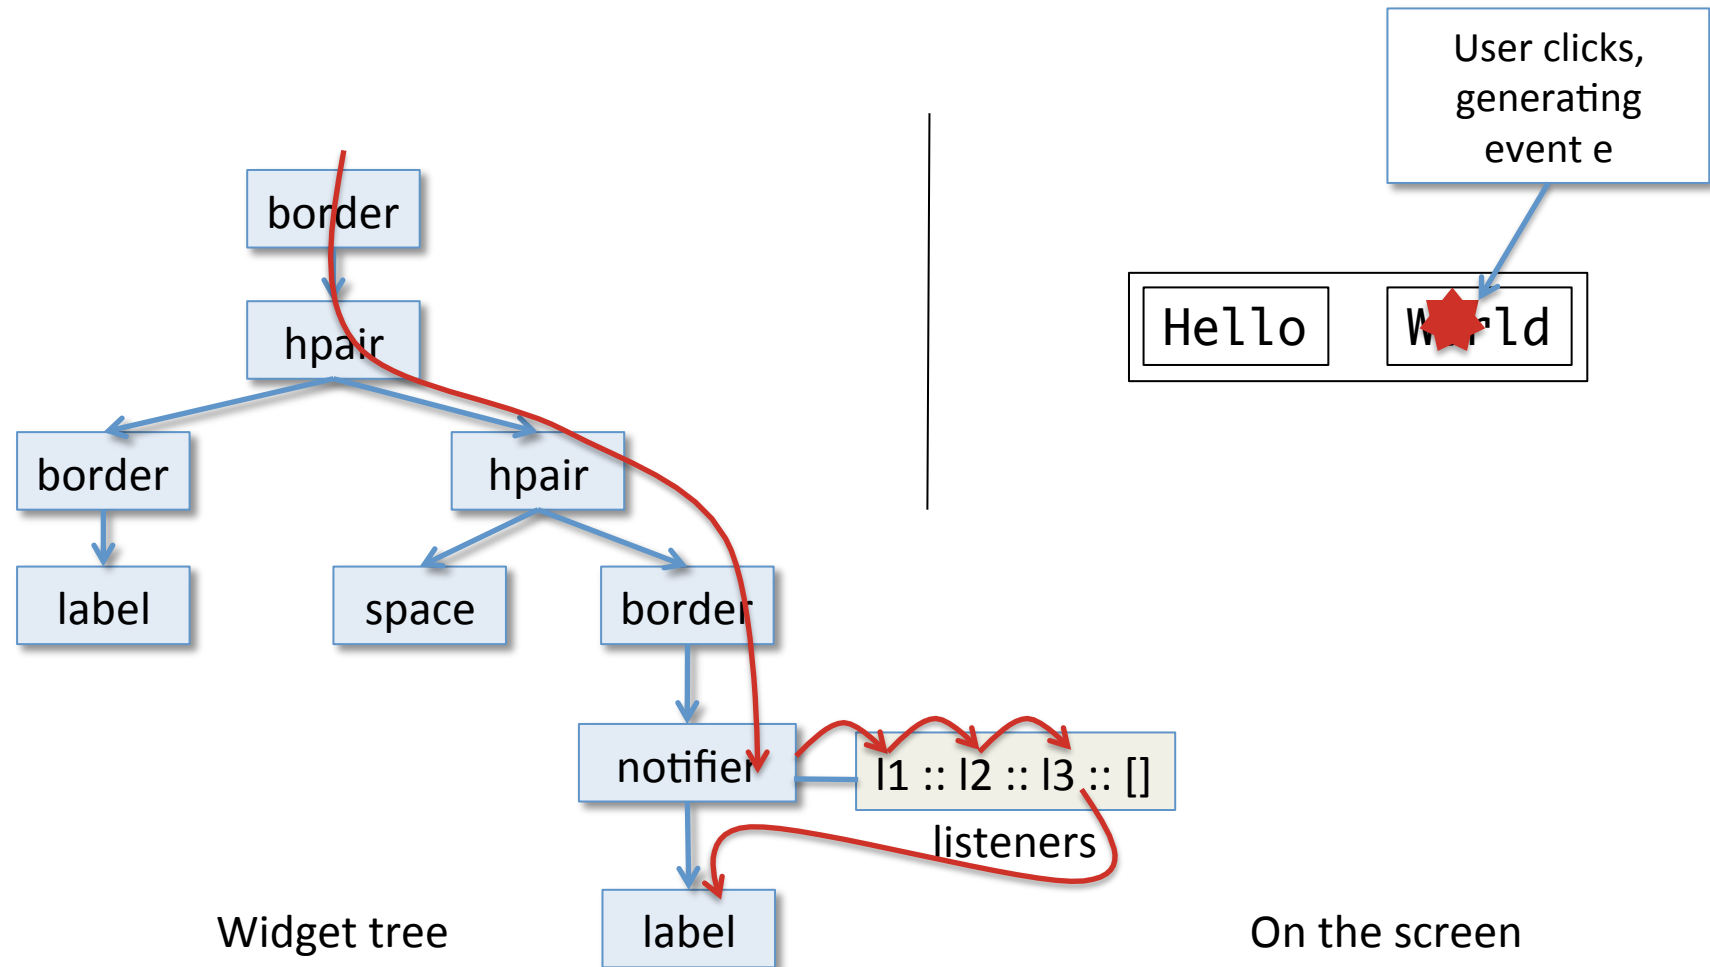 User clicks,
generating
event e
border
hpair
Hello
World
border
hpair
label
space
border
notifier
l1 :: l2 :: l3 :: []
listeners
label
Widget tree
On the screen